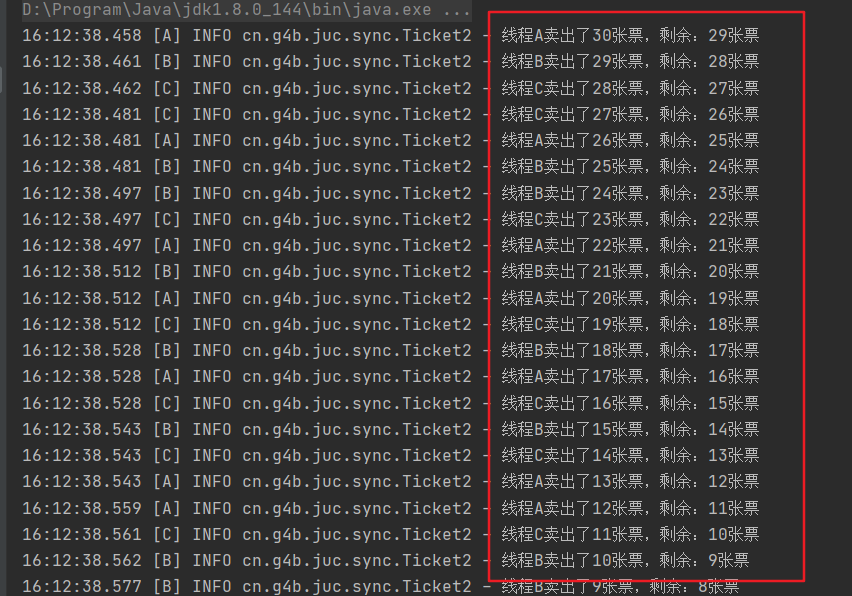 D:\Program\Java\jdk1.8.0_144\bin\java.exe ...
16:12:38.458 [A] INFO cn.g4b.juc.sync.Ticket2 - 线程A卖出了30张票，剩余：29张票
16:12:38.461 [B] INFO cn.g4b.juc.sync.Ticket2 - 线程B卖出了29张票，剩余：28张票
16:12:38.462 [C] INFO cn.g4b.juc.sync.Ticket2 - 线程C卖出了28张票，剩余：27张票
16:12:38.481 [C] INFO cn.g4b.juc.sync.Ticket2 - 线程C卖出了27张票，剩余：26张票
16:12:38.481 [A] INFO cn.g4b.juc.sync.Ticket2 - 线程A卖出了26张票，剩余：25张票
16:12:38.481 [B] INFO cn.g4b.juc.sync.Ticket2 - 线程B卖出了25张票，剩余：24张票
16:12:38.497 [B] INFO cn.g4b.juc.sync.Ticket2 - 线程B卖出了24张票，剩余：23张票
16:12:38.497 [C] INFO cn.g4b.juc.sync.Ticket2 - 线程C卖出了23张票，剩余：22张票
16:12:38.497 [A] INFO cn.g4b.juc.sync.Ticket2 - 线程A卖出了22张票，剩余：21张票
16:12:38.512 [B] INFO cn.g4b.juc.sync.Ticket2 - 线程B卖出了21张票，剩余：20张票
16:12:38.512 [A] INFO cn.g4b.juc.sync.Ticket2 - 线程A卖出了20张票，剩余：19张票
16:12:38.512 [C] INFO cn.g4b.juc.sync.Ticket2 - 线程C卖出了19张票，剩余：18张票
16:12:38.528 [B] INFO cn.g4b.juc.sync.Ticket2 - 线程B卖出了18张票，剩余：17张票
16:12:38.528 [A] INFO cn.g4b.juc.sync.Ticket2 - 线程A卖出了17张票，剩余：16张票
16:12:38.528 [C] INFO cn.g4b.juc.sync.Ticket2 - 线程C卖出了16张票，剩余：15张票
16:12:38.543 [B] INFO cn.g4b.juc.sync.Ticket2 - 线程B卖出了15张票，剩余：14张票
16:12:38.543 [C] INFO cn.g4b.juc.sync.Ticket2 - 线程C卖出了14张票，剩余：13张票
16:12:38.543 [A] INFO cn.g4b.juc.sync.Ticket2 - 线程A卖出了13张票，剩余：12张票
16:12:38.559 [A] INFO cn.g4b.juc.sync.Ticket2 - 线程A卖出了12张票，剩余：11张票
16:12:38.561 [C] INFO cn.g4b.juc.sync.Ticket2 - 线程C卖出了11张票，剩余：10张票
16:12:38.562 [B] INFO cn.g4b.juc.sync.Ticket2 - 线程B卖出了10张票，剩余：9张票
16:12:38.577 [B] INFO cn.g4b.juc.sync.Ticket2 - 线程B卖出了9张票，剩余：8张票